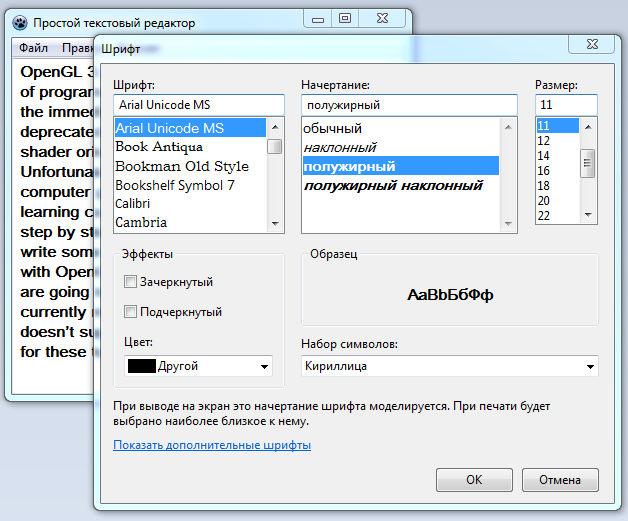 Простой текстовый редактор
Файл
OpenGL 3
of program
the immed
deprecate
shader ori
Unfortuna
computer
learning c
step by st
write som
with Open
are going
currently
doesn't su
for these t
Шрифт
Шрифт:
Начертание:
Размер:
Arial Unicode MS
полужирный
11
Arial Unicode MS
Book Antiqua
Bookman Old Style
Bookshelf Symbol 7
Calibri
Cambria
обычный
наклонный
полужирный
полужирный наклонный
11
12
14
16
18
20
22
Эффекты
Зачеркнутый
Подчеркнутый
Цвет:
Другой
Образец
AaBbБбФф
Набор символов:
Кириллица
При выводе на экран это начертание шрифта моделируется. При печати будет
выбрано наиболее близкое к нему.
Показать дополнительные шрифты
ОК
Отмена